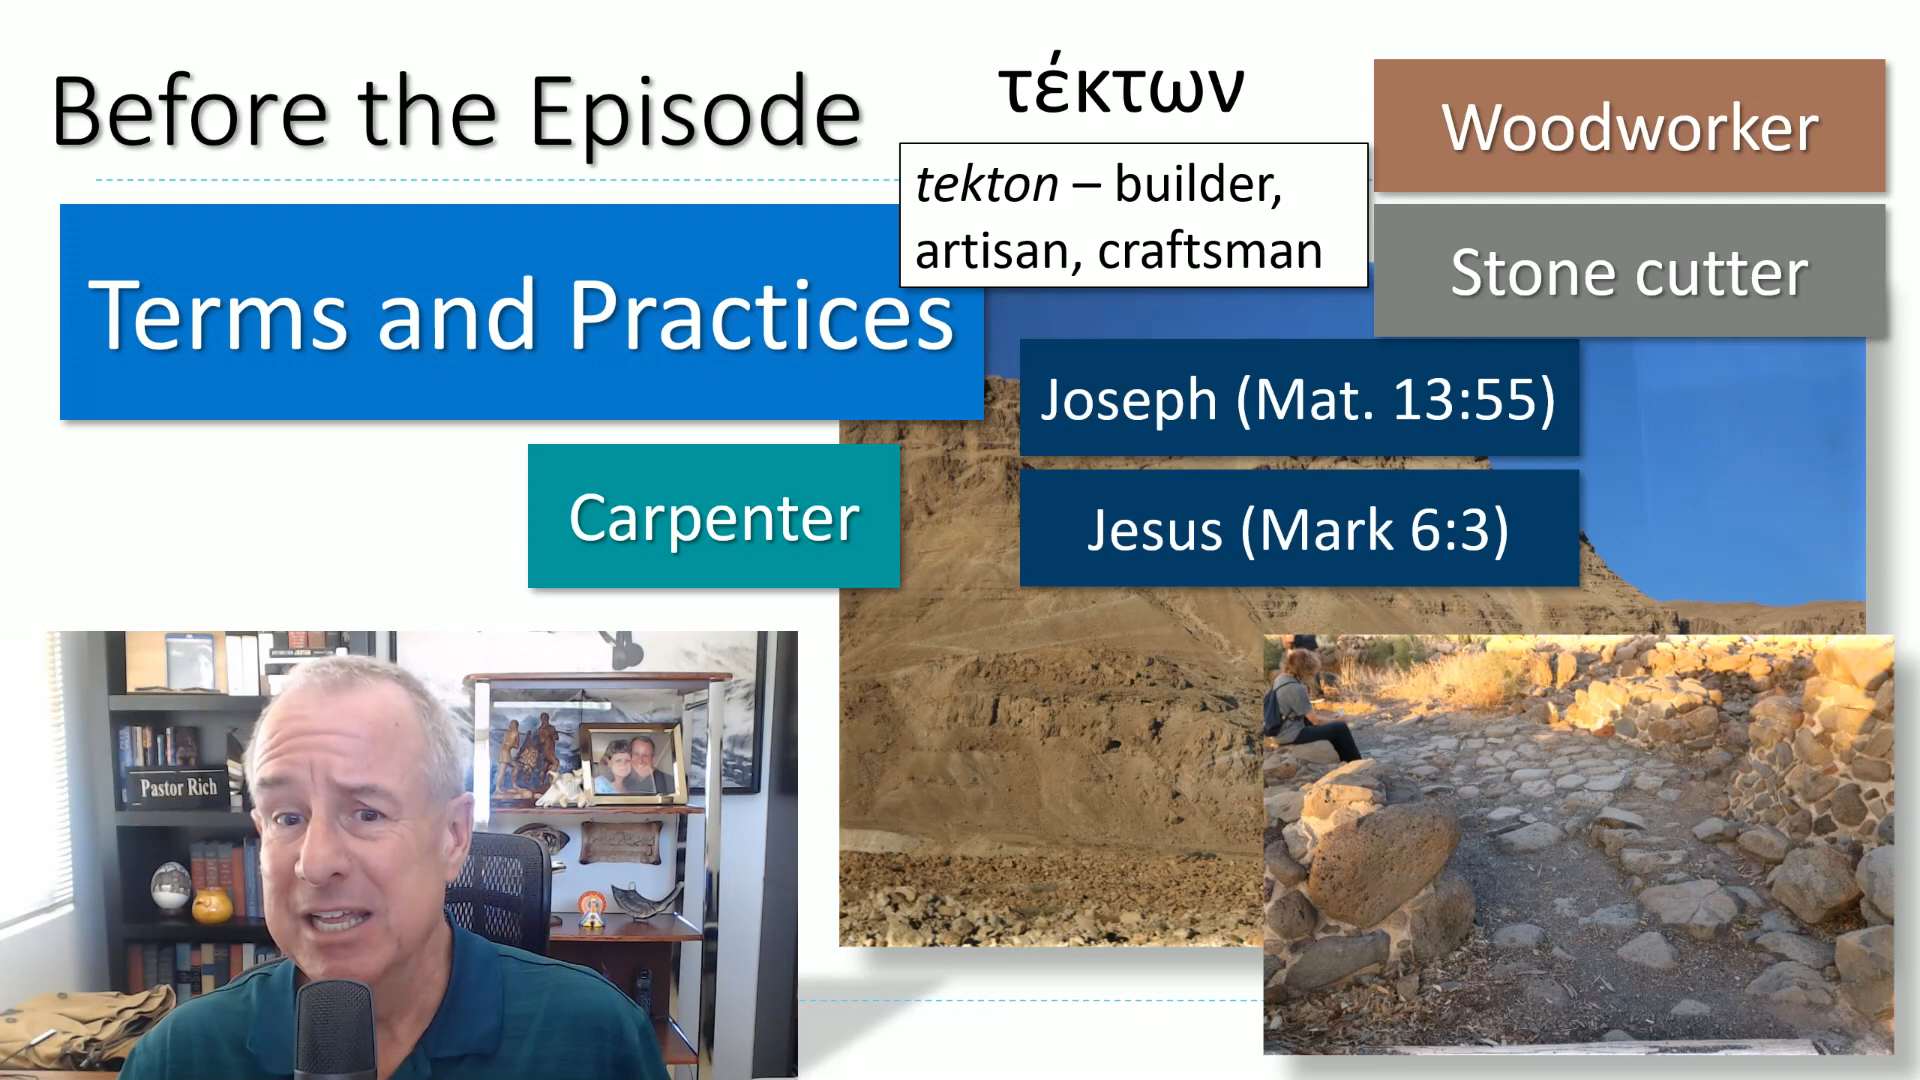 Before the Episode
τέκτων
tekton – builder,
artisan, craftsman
Woodworker
Stone cutter
Terms and Practices
Joseph (Mat. 13:55)
Jesus (Mark 6:3)
Carpenter
Pastor Rich